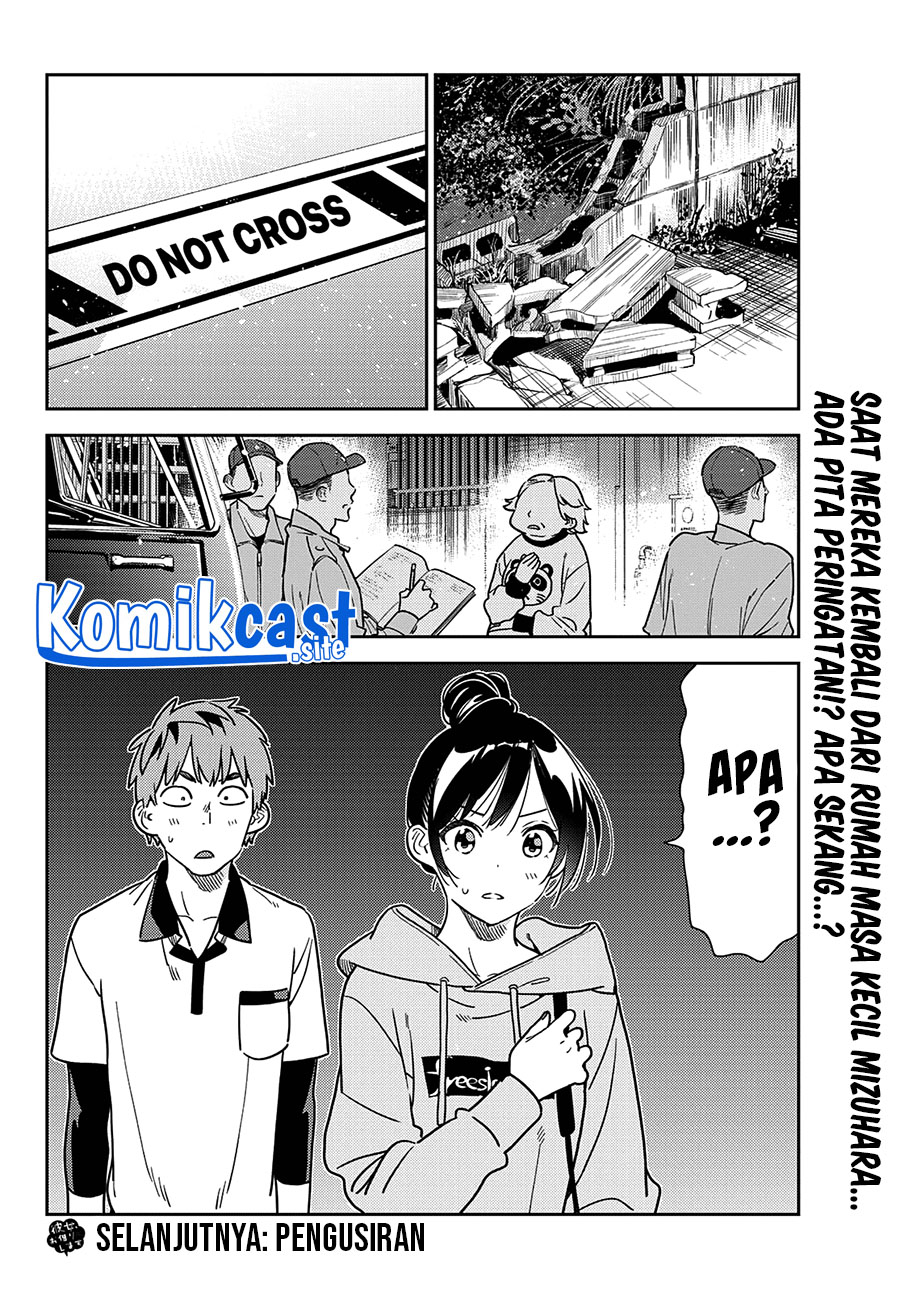 DO NOT CROSS
Komikcast
.site
APA
...?
SAAT MEREKA KEMBALI DARI RUMAH MASA KECIL MIZUHARA...
ADA PITA PERINGATAN!? APA SEKANG...?
SELANJUTNYA: PENGUSIRAN